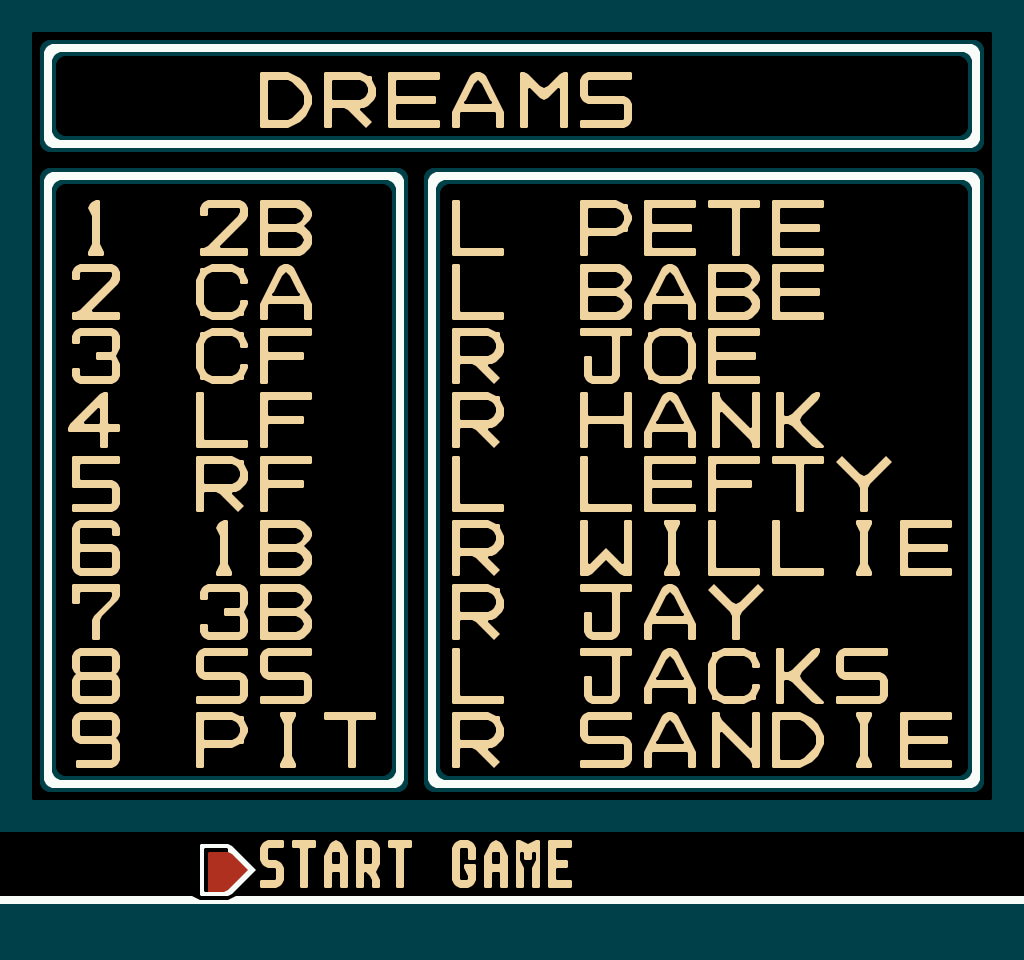 DREAMS
1 2B L PETE
2 CA L BABE
3 CF R JOE
4 LF R HANK
5 RF L LEFTY
6 1B R WILLIE
7 3B R JAY
8 SS L JACKS
9 PIT R SANDIE
START GAME